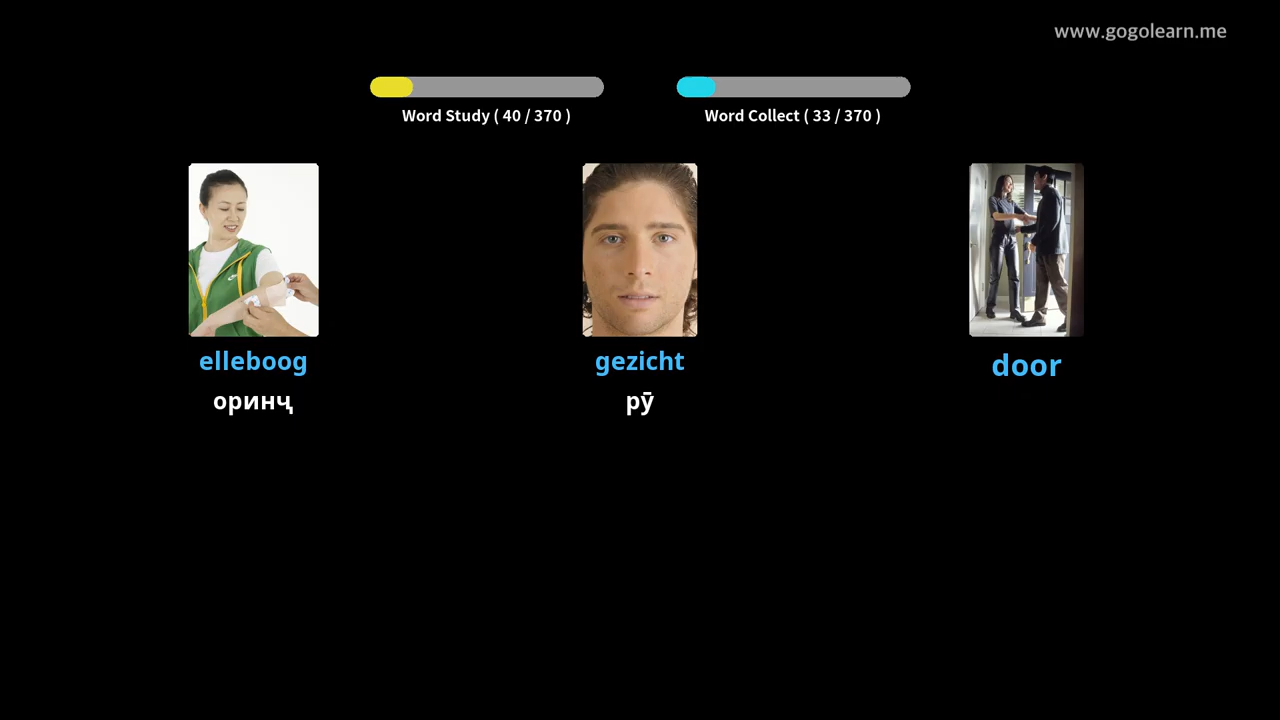 www.gogolearn.me
Word Study ( 40 / 370 )
Word Collect ( 33 / 370 )
elleboog
gezicht
door
оринҷ
рӯ